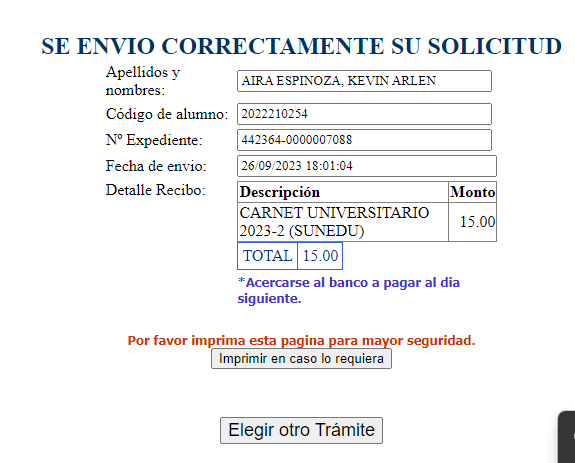 SE ENVIO CORRECTAMENTE SU SOLICITUD
Apellidos y
nombres:
AIRA ESPINOZA, KEVIN ARLEN
Código de alumno: 2022210254
Nº Expediente: 442364-0000007088
Fecha de envio: 26/09/2023 18:01:04
Detalle Recibo:
Descripción Monto
CARNET UNIVERSITARIO
2023-2 (SUNEDU)
15.00
TOTAL 15.00
*Acercarse al banco a pagar al dia
siguiente.
Por favor imprima esta pagina para mayor seguridad.
Imprimir en caso lo requiera
Elegir otro Trámite